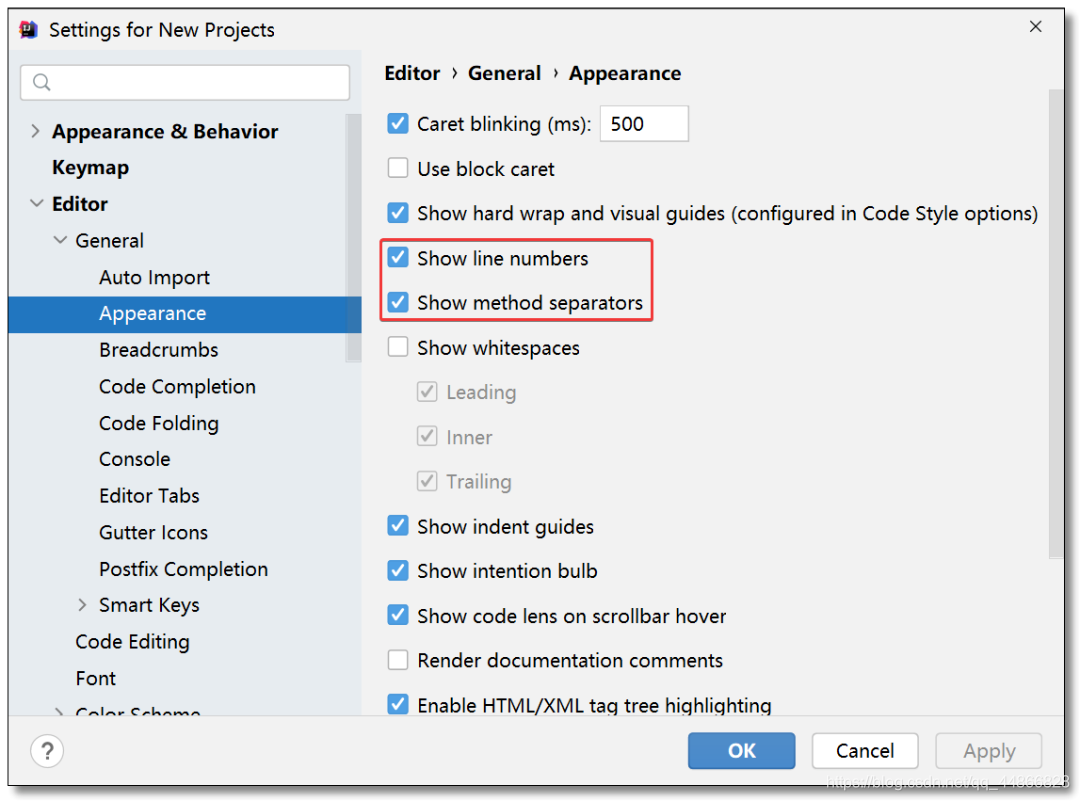 Settings for New Projects
Appearance & Behavior
Keymap
Editor
General
Auto Import
Appearance
Breadcrumbs
Code Completion
Code Folding
Console
Editor Tabs
Gutter Icons
Postfix Completion
Smart Keys
Code Editing
Font
Color Scheme
Editor › General › Appearance
Caret blinking (ms): 500
Use block caret
Show hard wrap and visual guides (configured in Code Style options)
Show line numbers
Show method separators
Show whitespaces
Leading
Inner
Trailing
Show indent guides
Show intention bulb
Show code lens on scrollbar hover
Render documentation comments
Enable HTML/XML tag tree highlighting
?
OK
Cancel
Apply
https://blog.csdn.net/qq_44866828